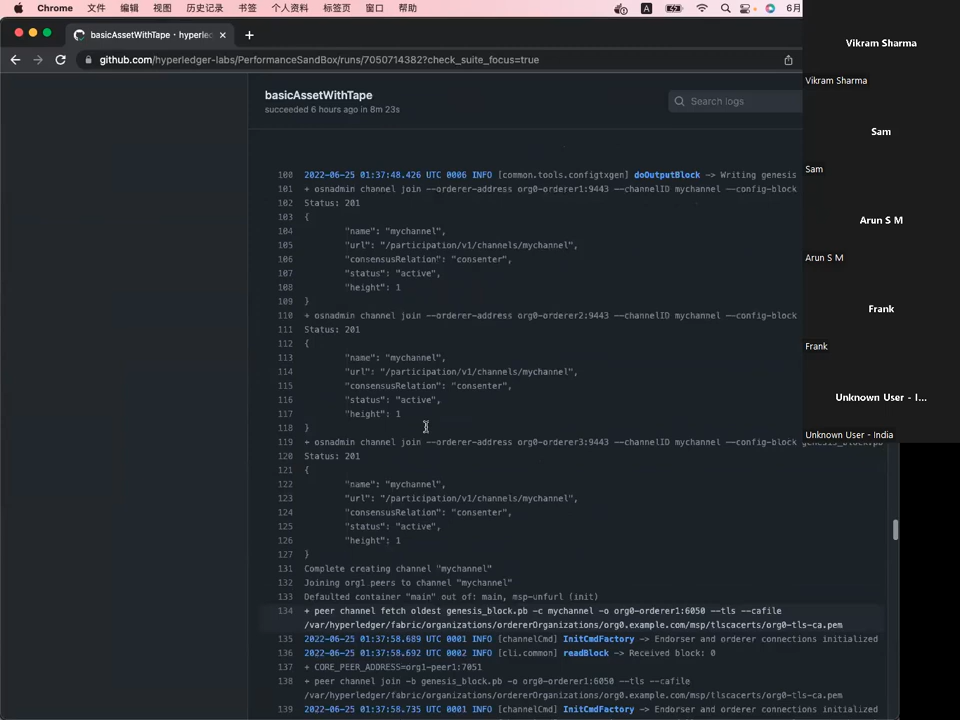 Chrome 文件 编辑 视图 历史记录 书签 个人资料 标签页 窗口 帮助 A 6月
basicAssetWithTape · hyperled
github.com/hyperledger-labs/PerformanceSandBox/runs/7050714382?check_suite_focus=true
basicAssetWithTape
succeeded 6 hours ago in 8m 23s
Search logs
100 2022-06-25 01:37:48.426 UTC 0006 INFO [common.tools.configtxgen] doOutputBlock -> Writing genesis
101 + osnadmin channel join --orderer-address org0-orderer1:9443 --channelID mychannel --config-block
102 Status: 201
103 {
104 "name": "mychannel",
105 "url": "/participation/v1/channels/mychannel",
106 "consensusRelation": "consenter",
107 "status": "active",
108 "height": 1
109 }
110 + osnadmin channel join --orderer-address org0-orderer2:9443 --channelID mychannel --config-block
111 Status: 201
112 {
113 "name": "mychannel",
114 "url": "/participation/v1/channels/mychannel",
115 "consensusRelation": "consenter",
116 "status": "active",
117 "height": 1
118 }
119 + osnadmin channel join --orderer-address org0-orderer3:9443 --channelID mychannel --config-block
120 Status: 201
121 {
122 "name": "mychannel",
123 "url": "/participation/v1/channels/mychannel",
124 "consensusRelation": "consenter",
125 "status": "active",
126 "height": 1
127 }
131 Complete creating channel "mychannel"
132 Joining org1 peers to channel "mychannel"
133 Defaulted container "main" out of: main, msp-unfurl (init)
134 + peer channel fetch oldest genesis_block.pb -c mychannel -o org0-orderer1:6050 --tls --cafile
/var/hyperledger/fabric/organizations/ordererOrganizations/org0.example.com/msp/tlscacerts/org0-tls-ca.pem
135 2022-06-25 01:37:58.689 UTC 0001 INFO [channelCmd] InitCmdFactory -> Endorser and orderer connections initialized
136 2022-06-25 01:37:58.692 UTC 0002 INFO [cli.common] readBlock -> Received block: 0
137 + CORE_PEER_ADDRESS=org1-peer1:7051
138 + peer channel join -b genesis_block.pb -o org0-orderer1:6050 --tls --cafile
/var/hyperledger/fabric/organizations/ordererOrganizations/org0.example.com/msp/tlscacerts/org0-tls-ca.pem
139 2022-06-25 01:37:58.735 UTC 0001 INFO [channelCmd] InitCmdFactory -> Endorser and orderer connections initialized
Vikram Sharma
Vikram Sharma
Sam
Sam
Arun S M
Arun S M
Frank
Frank
Unknown User - I...
Unknown User - India